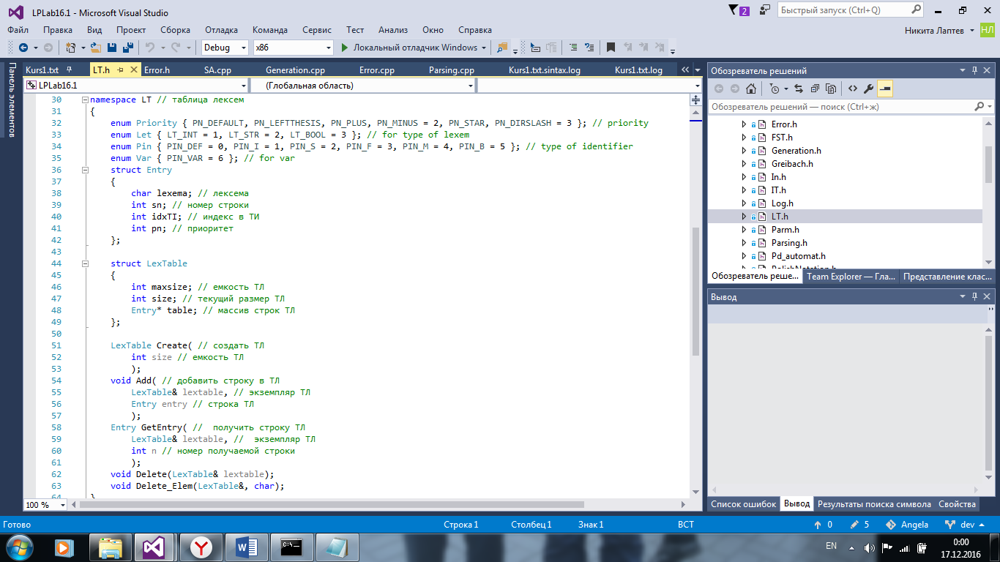 LPLab16.1 - Microsoft Visual Studio
2
Быстрый запуск (Ctrl+Q)
Файл Правка Вид Проект Сборка Отладка Команда Сервис Тест Анализ Окно Справка
Никита Лаптев НЛ
Debug x86 Локальный отладчик Windows
Панель элементов
Kurs1.txt LT.h Error.h SA.cpp Generation.cpp Error.cpp Parsing.cpp Kurs1.txt.sintax.log Kurs1.txt.log
LPLab16.1 (Глобальная область)
30 namespace LT // таблица лексем
31 {
32 enum Priority { PN_DEFAULT, PN_LEFTTHESIS, PN_PLUS, PN_MINUS = 2, PN_STAR, PN_DIRSLASH = 3 }; // priority
33 enum Let { LT_INT = 1, LT_STR = 2, LT_BOOL = 3 }; // for type of lexem
34 enum Pin { PIN_DEF = 0, PIN_I = 1, PIN_S = 2, PIN_F = 3, PIN_M = 4, PIN_B = 5 }; // type of identifier
35 enum Var { PIN_VAR = 6 }; // for var
36 struct Entry
37 {
38 char lexema; // лексема
39 int sn; // номер строки
40 int idxTI; // индекс в ТИ
41 int pn; // приоритет
42 };
43
44 struct LexTable
45 {
46 int maxsize; // емкость ТЛ
47 int size; // текущий размер ТЛ
48 Entry* table; // массив строк ТЛ
49 };
50
51 LexTable Create( // создать ТЛ
52 int size // емкость ТЛ
53 );
54 void Add( // добавить строку в ТЛ
55 LexTable& lextable, // экземпляр ТЛ
56 Entry entry // строка ТЛ
57 );
58 Entry GetEntry( // получить строку ТЛ
59 LexTable& lextable, // экземпляр ТЛ
60 int n // номер получаемой строки
61 );
62 void Delete(LexTable& lextable);
63 void Delete_Elem(LexTable&, char);
64 }
100 %
Обозреватель решений
Обозреватель решений — поиск (Ctrl+ж)
Error.h
FST.h
Generation.h
Greibach.h
In.h
IT.h
Log.h
LT.h
Parm.h
Parsing.h
Pd_automat.h
PolishNotation.h
Обозреватель реше... Team Explorer — Гла... Представление клас...
Вывод
Список ошибок Вывод Результаты поиска символа Свойства
Готово Строка 1 Столбец 1 Знак 1 ВСТ 0 5 Angela dev
EN 0:00
17.12.2016